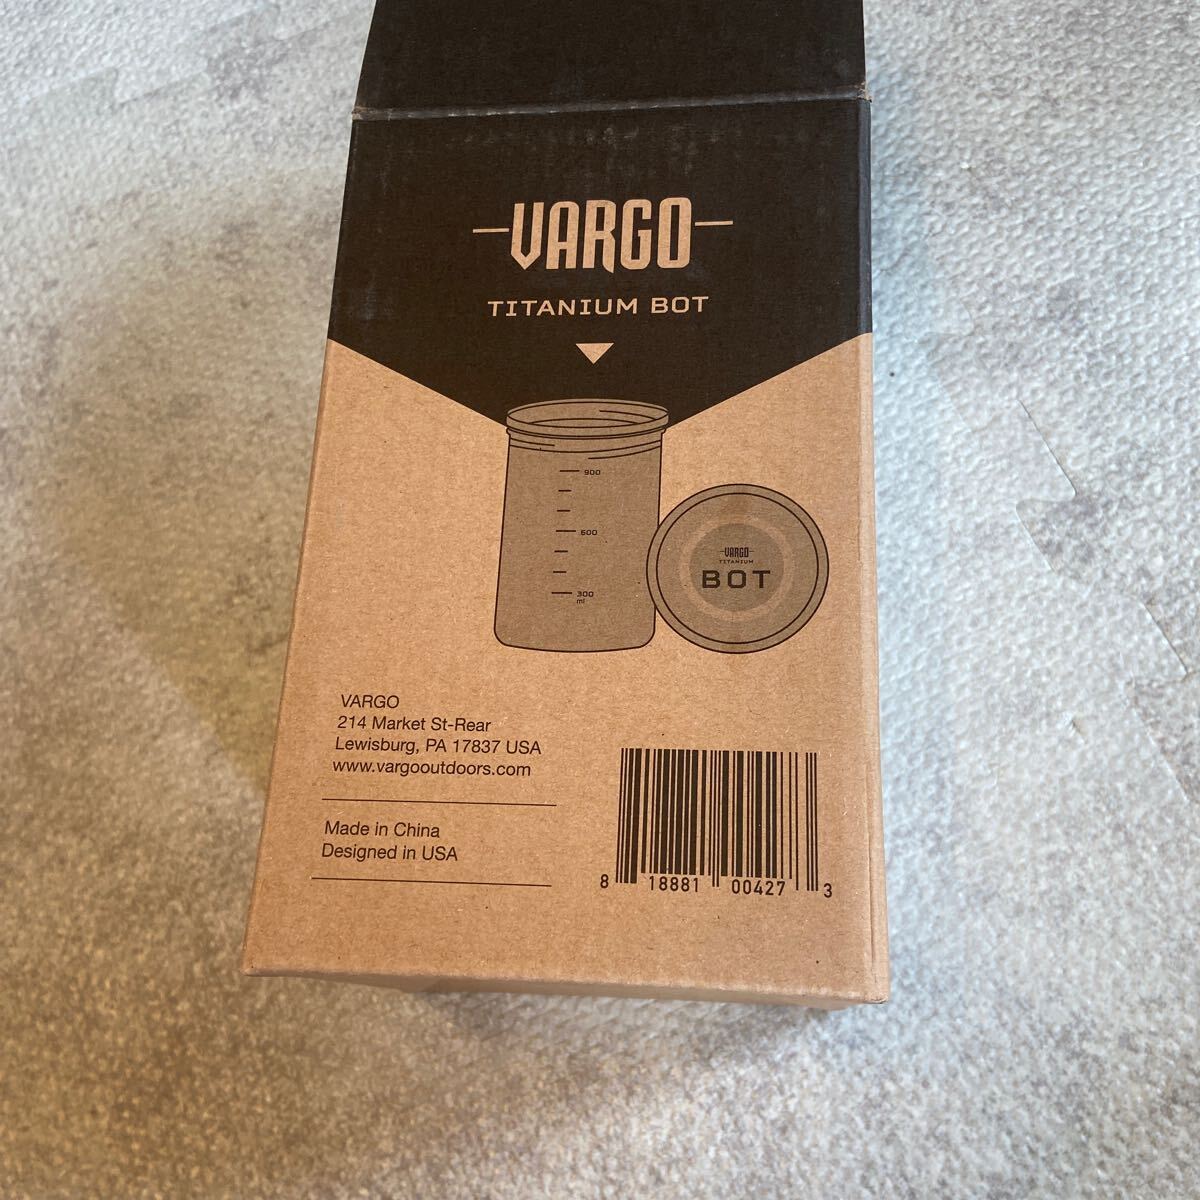 VARGO
TITANIUM BOT
900
600
300
ml
VARGO
TITANIUM
BOT
VARGO
214 Market St-Rear
Lewisburg, PA 17837 USA
www.vargooutdoors.com
Made in China
Designed in USA
8 18881 00427 3